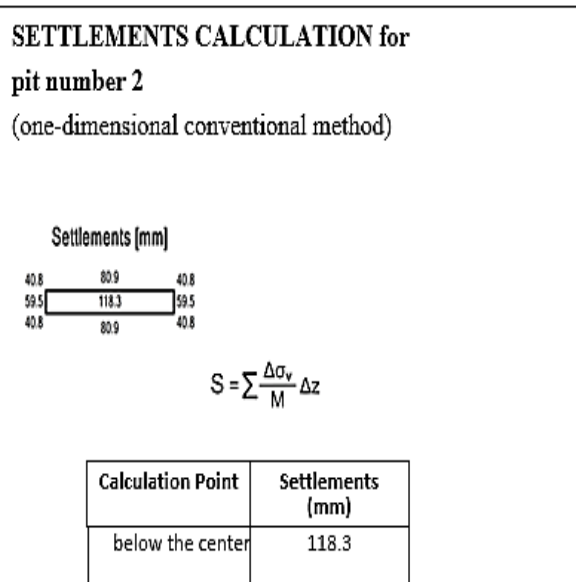 SETTLEMENTS CALCULATION for
pit number 2
(one-dimensional conventional method)
Settlements [mm]
40.8 80.9 40.8
59.5 118.3 59.5
40.8 80.9 40.8
S = ∑ Δσv/M Δz
Calculation Point Settlements (mm)
below the center 118.3